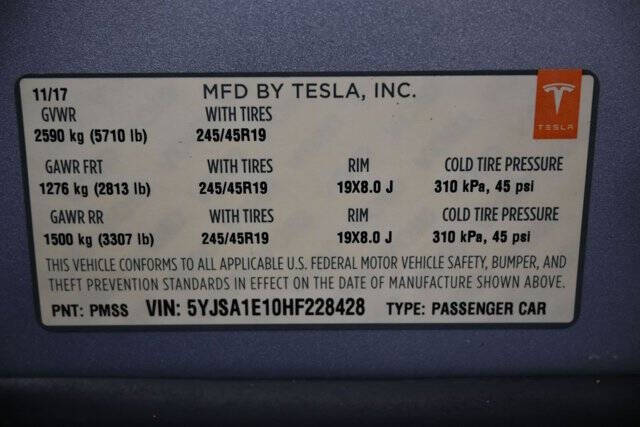 11/17 MFD BY TESLA, INC.
GVWR WITH TIRES
2590 kg (5710 lb) 245/45R19
TESLA
GAWR FRT WITH TIRES RIM COLD TIRE PRESSURE
1276 kg (2813 lb) 245/45R19 19X8.0 J 310 kPa, 45 psi
GAWR RR WITH TIRES RIM COLD TIRE PRESSURE
1500 kg (3307 lb) 245/45R19 19X8.0 J 310 kPa, 45 psi
THIS VEHICLE CONFORMS TO ALL APPLICABLE U.S. FEDERAL MOTOR VEHICLE SAFETY, BUMPER, AND
THEFT PREVENTION STANDARDS IN EFFECT ON THE DATE OF MANUFACTURE SHOWN ABOVE.
PNT: PMSS VIN: 5YJSA1E10HF228428 TYPE: PASSENGER CAR